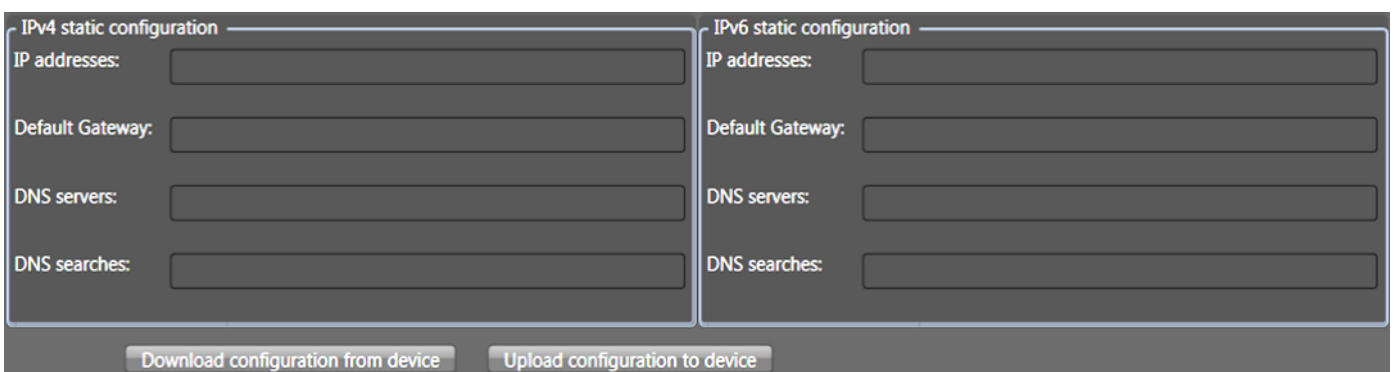 IPv4 static configuration
IP addresses:
Default Gateway:
DNS servers:
DNS searches:
IPv6 static configuration
IP addresses:
Default Gateway:
DNS servers:
DNS searches:
Download configuration from device
Upload configuration to device